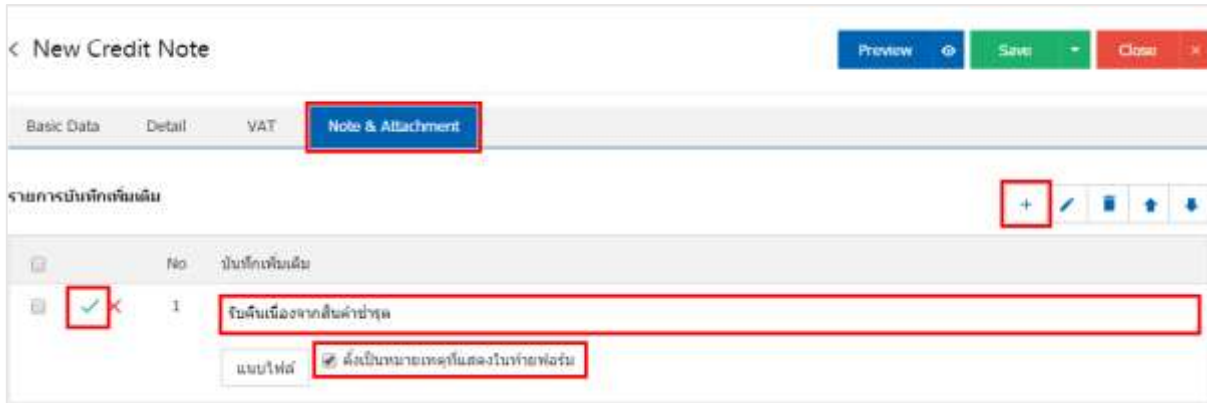 < New Credit Note
Preview Save Close ×
Basic Data Detail VAT Note & Attachment
รายการบันทึกเพิ่มเติม
No บันทึกเพิ่มเติม
1 รับคืนเนื่องจากสินค้าชำรุด
แนบไฟล์ ตั้งเป็นหมายเหตุที่แสดงในท้ายฟอร์ม